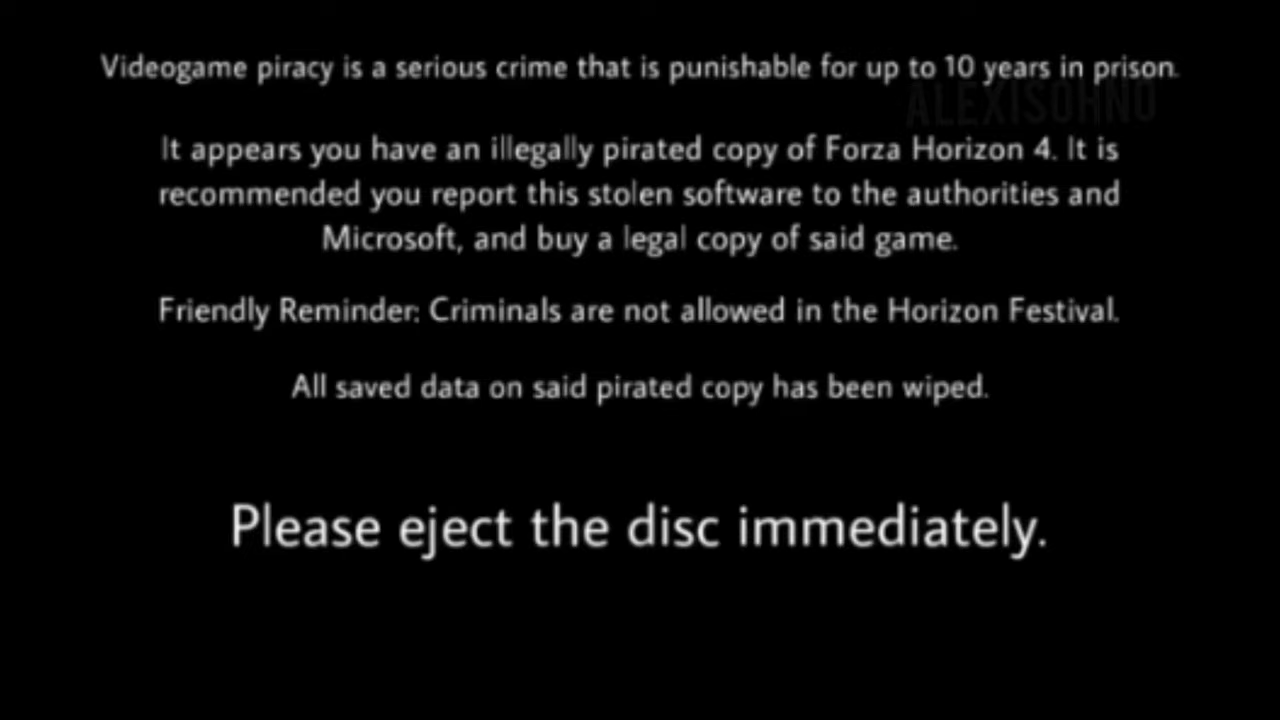 Videogame piracy is a serious crime that is punishable for up to 10 years in prison.
ALEXISOHNO
It appears you have an illegally pirated copy of Forza Horizon 4. It is
recommended you report this stolen software to the authorities and
Microsoft, and buy a legal copy of said game.
Friendly Reminder: Criminals are not allowed in the Horizon Festival.
All saved data on said pirated copy has been wiped.
Please eject the disc immediately.